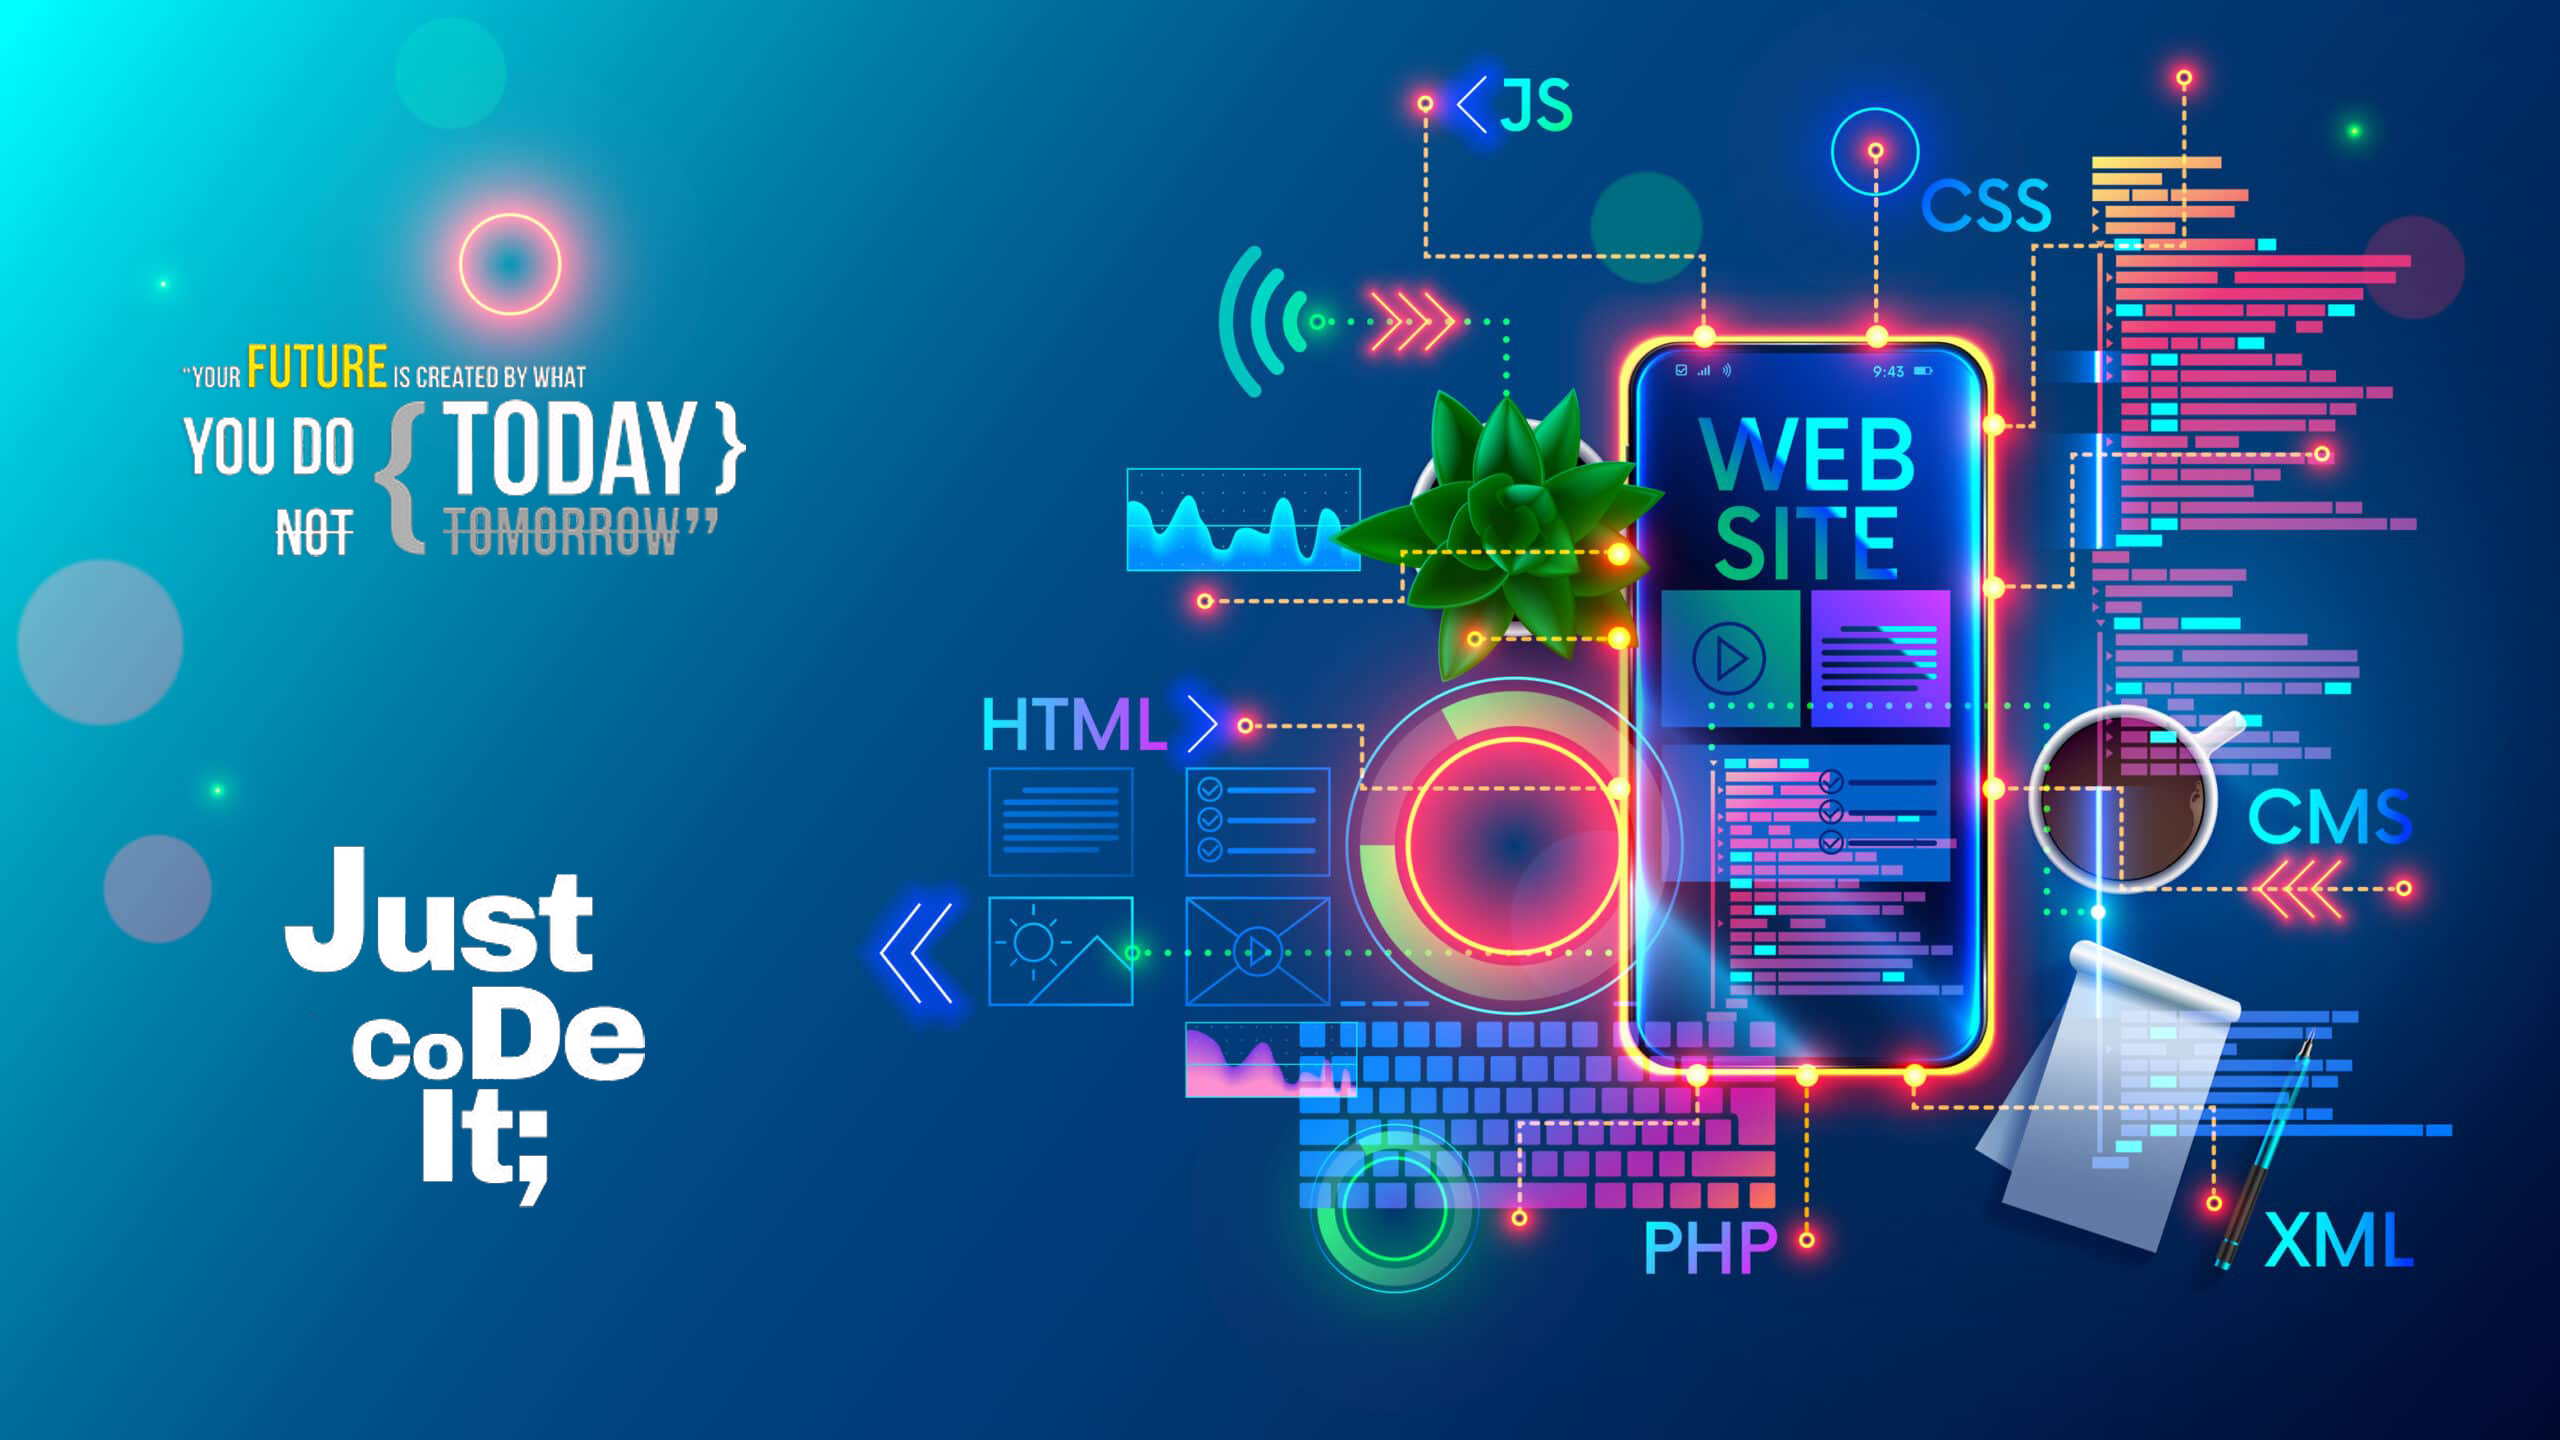 "YOUR FUTURE IS CREATED BY WHAT
YOU DO { TODAY }
NOT TOMORROW”
Just
coDe
It;
JS
CSS
9:43
WEB
SITE
HTML
CMS
PHP
XML